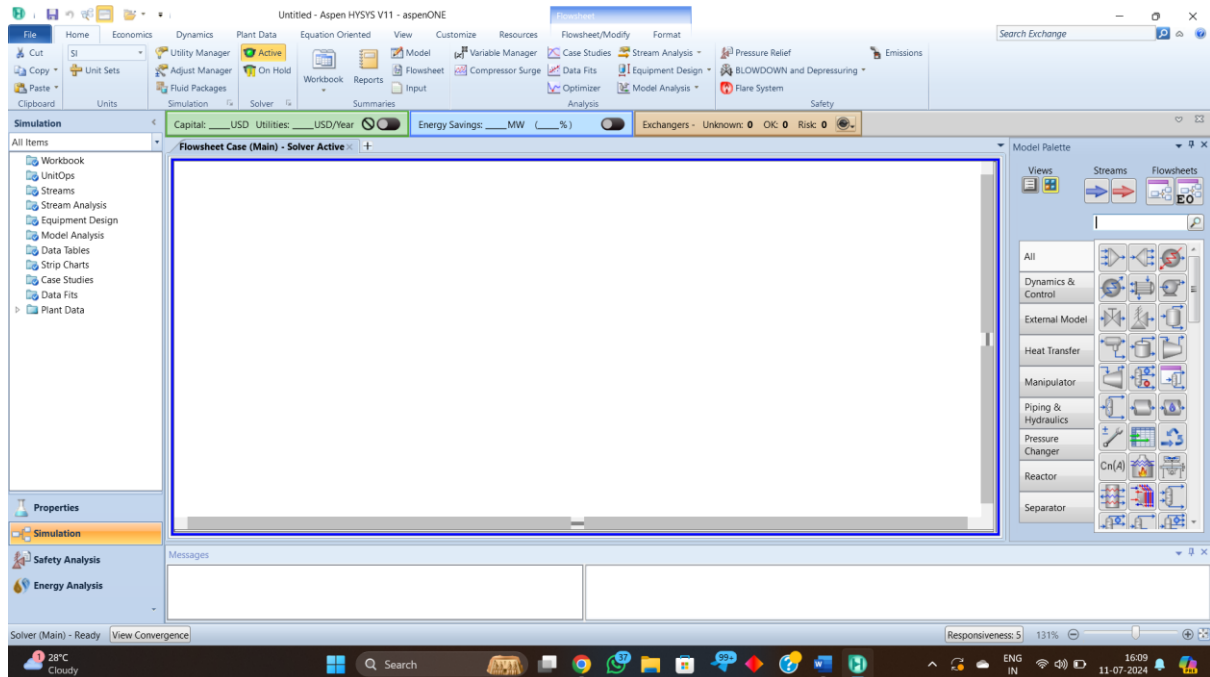 Untitled - Aspen HYSYS V11 - aspenONE
Flowsheet
File Home Economics Dynamics Plant Data Equation Oriented View Customize Resources Flowsheet/Modify Format Search Exchange
Cut SI Utility Manager Active Model Variable Manager Case Studies Stream Analysis Pressure Relief Emissions
Copy Unit Sets Adjust Manager On Hold Workbook Reports Flowsheet Compressor Surge Data Fits Equipment Design BLOWDOWN and Depressuring
Paste Fluid Packages Input Optimizer Model Analysis Flare System
Clipboard Units Simulation Solver Summaries Analysis Safety
Simulation Capital: ____USD Utilities: ____USD/Year Energy Savings: ____MW (____%) Exchangers - Unknown: 0 OK: 0 Risk: 0
All Items Flowsheet Case (Main) - Solver Active + Model Palette
Workbook
UnitOps
Streams
Stream Analysis
Equipment Design
Model Analysis
Data Tables
Strip Charts
Case Studies
Data Fits
Plant Data
Views Streams Flowsheets
EO
All
Dynamics &
Control
External Model
Heat Transfer
Manipulator
Piping &
Hydraulics
Pressure
Changer
Reactor
Separator
Cn(A)
Properties
Simulation
Safety Analysis
Energy Analysis
Messages
Solver (Main) - Ready View Convergence Responsiveness: 5 131%
1 28°C
Cloudy
Search
37
99+
ENG
IN
16:09
11-07-2024